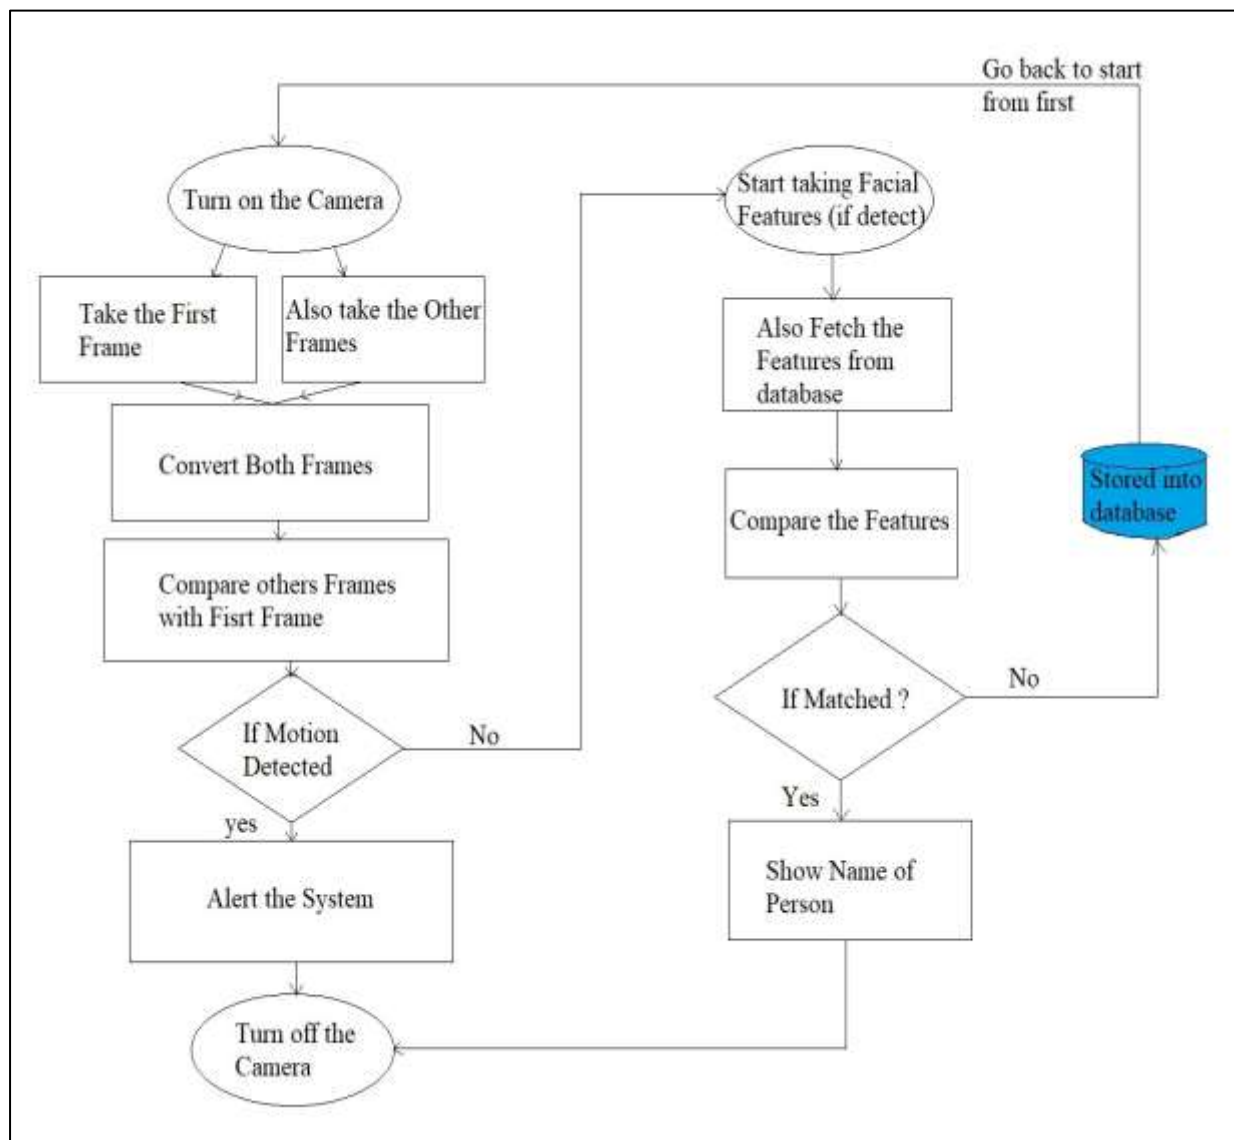 Go back to start
from first
Turn on the Camera
Take the First
Frame
Also take the Other
Frames
Convert Both Frames
Compare others Frames
with Fisrt Frame
If Motion
Detected
No
yes
Alert the System
Turn off the
Camera
Start taking Facial
Features (if detect)
Also Fetch the
Features from
database
Compare the Features
If Matched ?
No
Yes
Show Name of
Person
Stored into
database